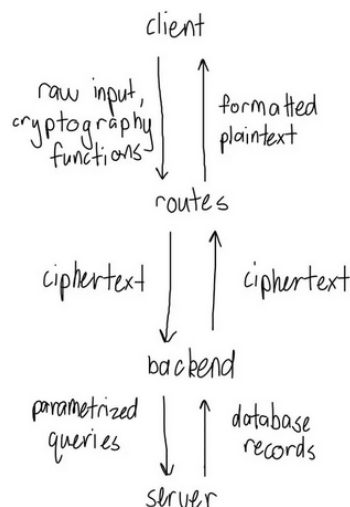 client
raw input,
cryptography
functions
formatted
plaintext
routes
ciphertext
ciphertext
backend
parametrized
queries
database
records
server